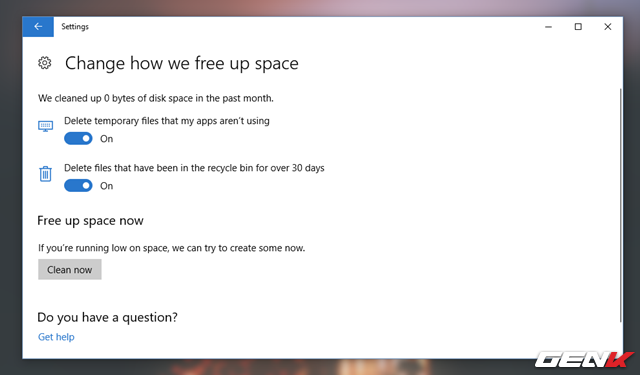 Settings
Change how we free up space
We cleaned up 0 bytes of disk space in the past month.
Delete temporary files that my apps aren't using
On
Delete files that have been in the recycle bin for over 30 days
On
Free up space now
If you're running low on space, we can try to create some now.
Clean now
Do you have a question?
Get help
GENK